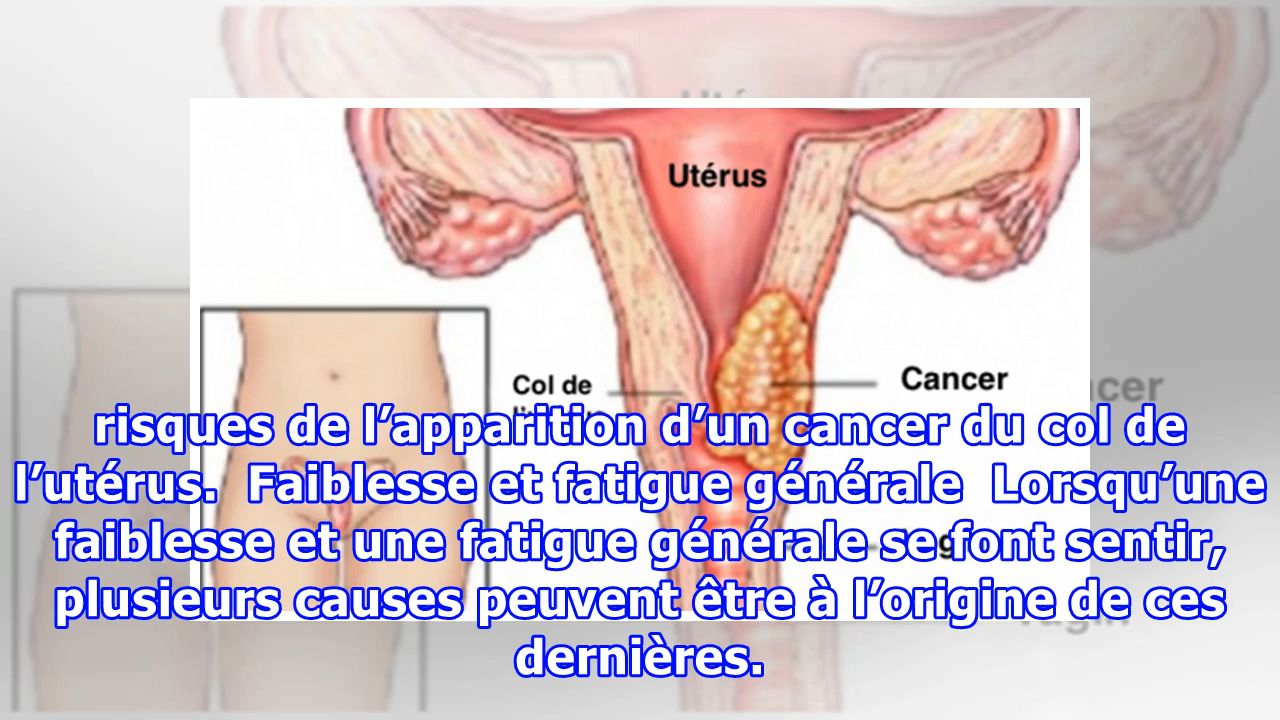 Utérus
Col de
Cancer
risques de l’apparition d’un cancer du col de
l’utérus.  Faiblesse et fatigue générale  Lorsqu’une
faiblesse et une fatigue générale se font sentir,
plusieurs causes peuvent être à l’origine de ces
dernières.